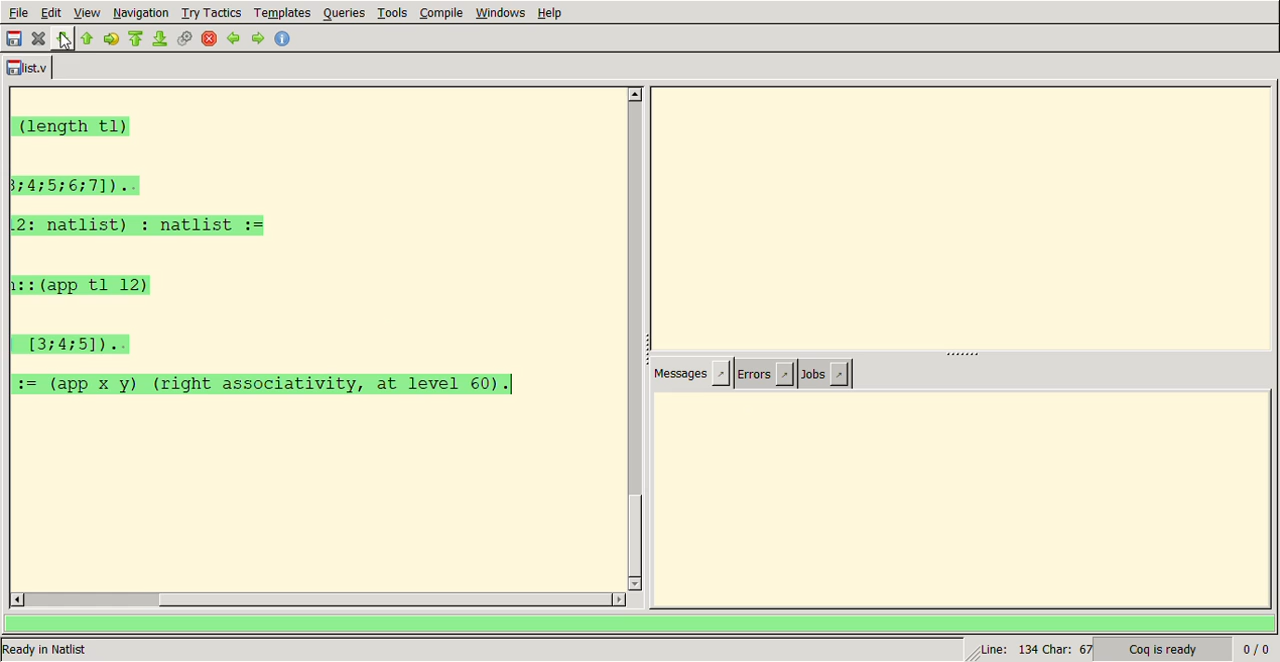 File Edit View Navigation Try Tactics Templates Queries Tools Compile Windows Help
list.v
(length tl)
;4;5;6;7]).
2: natlist) : natlist :=
::(app tl l2)
[3;4;5]).
:= (app x y) (right associativity, at level 60).
Messages Errors Jobs
Ready in Natlist Line: 134 Char: 67 Coq is ready 0 / 0